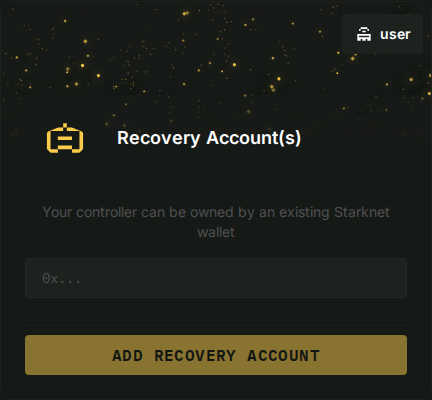 user
Recovery Account(s)
Your controller can be owned by an existing Starknet
wallet
0x...
ADD RECOVERY ACCOUNT